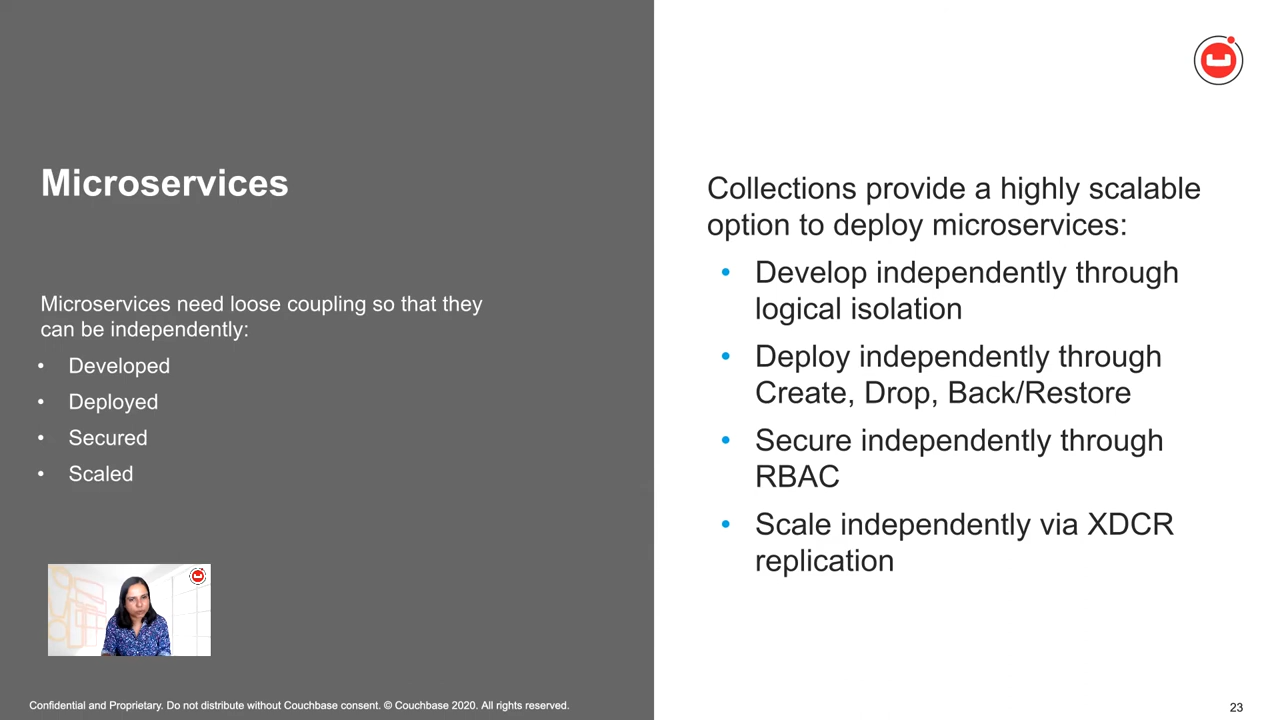 Microservices
Microservices need loose coupling so that they
can be independently:
• Developed
• Deployed
• Secured
• Scaled
Collections provide a highly scalable
option to deploy microservices:
• Develop independently through
logical isolation
• Deploy independently through
Create, Drop, Back/Restore
• Secure independently through
RBAC
• Scale independently via XDCR
replication
Confidential and Proprietary. Do not distribute without Couchbase consent. © Couchbase 2020. All rights reserved.
23